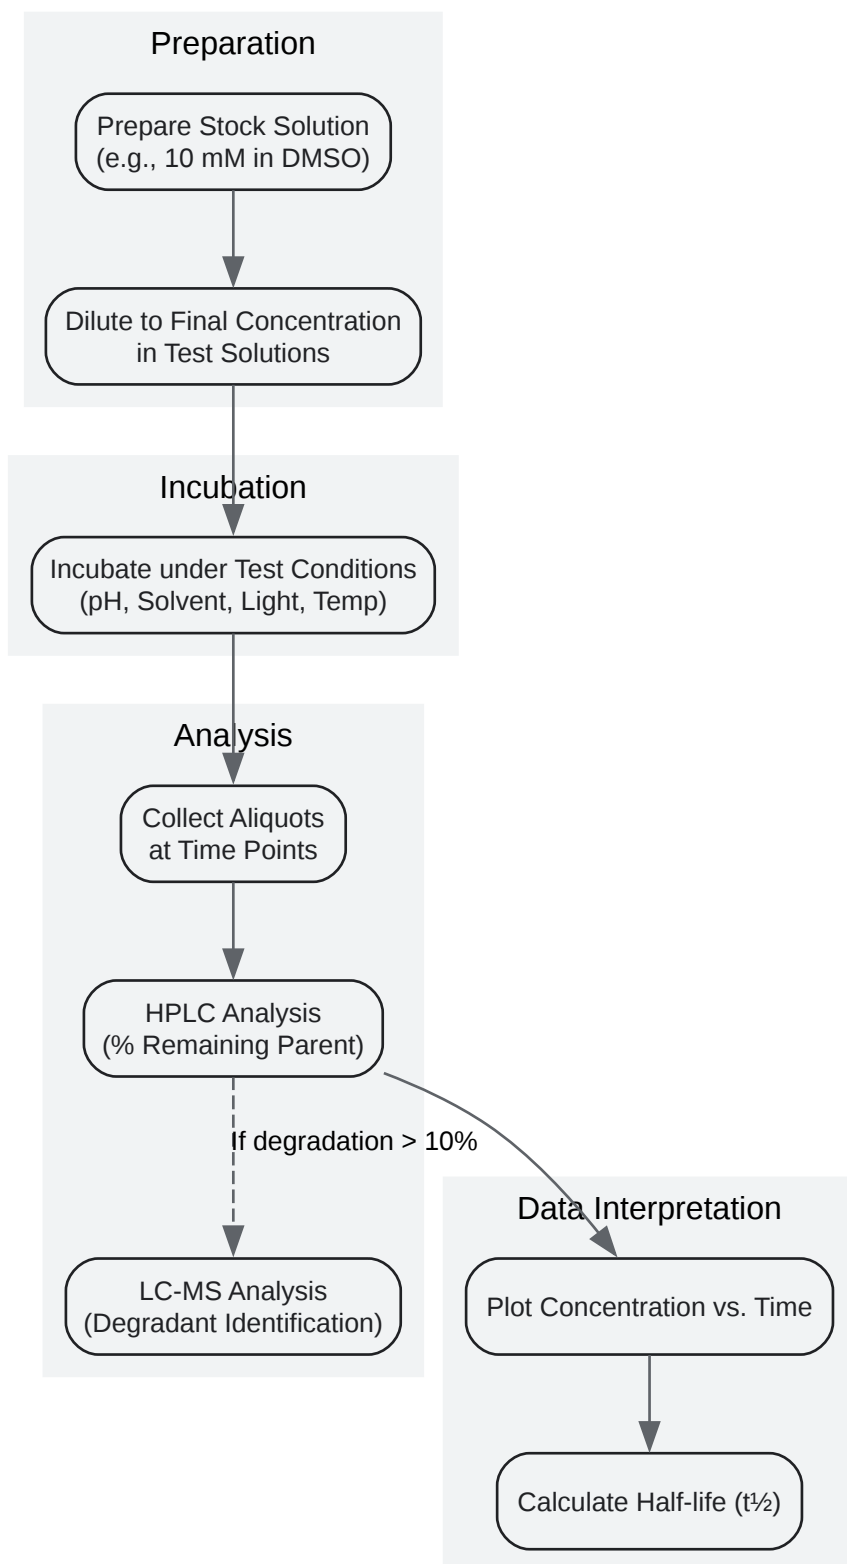 Preparation
Prepare Stock Solution
(e.g., 10 mM in DMSO)
Dilute to Final Concentration
in Test Solutions
Incubation
Incubate under Test Conditions
(pH, Solvent, Light, Temp)
Analysis
Collect Aliquots
at Time Points
HPLC Analysis
(% Remaining Parent)
If degradation > 10%
LC-MS Analysis
(Degradant Identification)
Data Interpretation
Plot Concentration vs. Time
Calculate Half-life (t½)